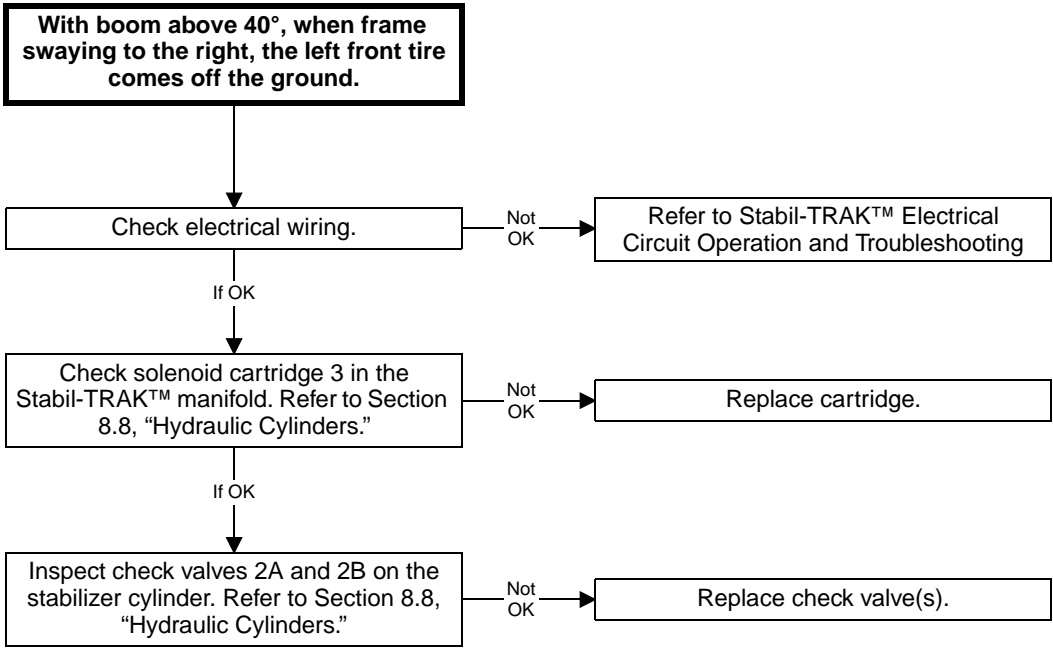 With boom above 40°, when frame
swaying to the right, the left front tire
comes off the ground.
Check electrical wiring.
Not
OK
Refer to Stabil-TRAK™ Electrical
Circuit Operation and Troubleshooting
If OK
Check solenoid cartridge 3 in the
Stabil-TRAK™ manifold. Refer to Section
8.8, “Hydraulic Cylinders.”
Not
OK
Replace cartridge.
If OK
Inspect check valves 2A and 2B on the
stabilizer cylinder. Refer to Section 8.8,
“Hydraulic Cylinders.”
Not
OK
Replace check valve(s).